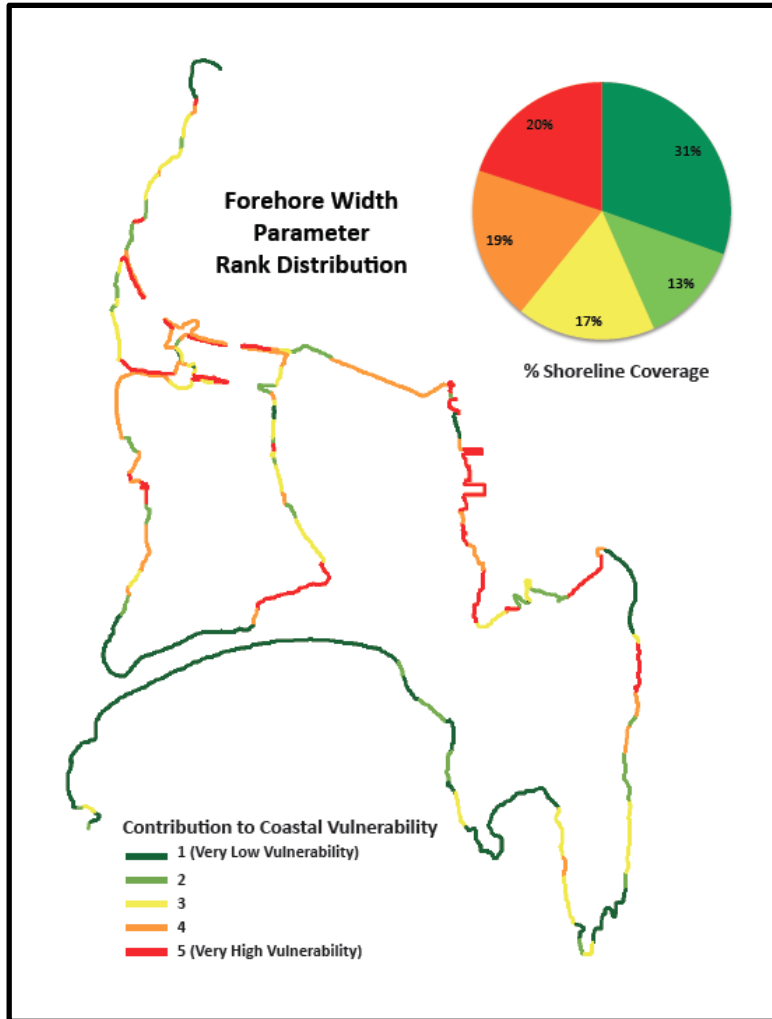 Forehore Width
Parameter
Rank Distribution
20%
31%
19%
13%
17%
% Shoreline Coverage
Contribution to Coastal Vulnerability
1 (Very Low Vulnerability)
2
3
4
5 (Very High Vulnerability)